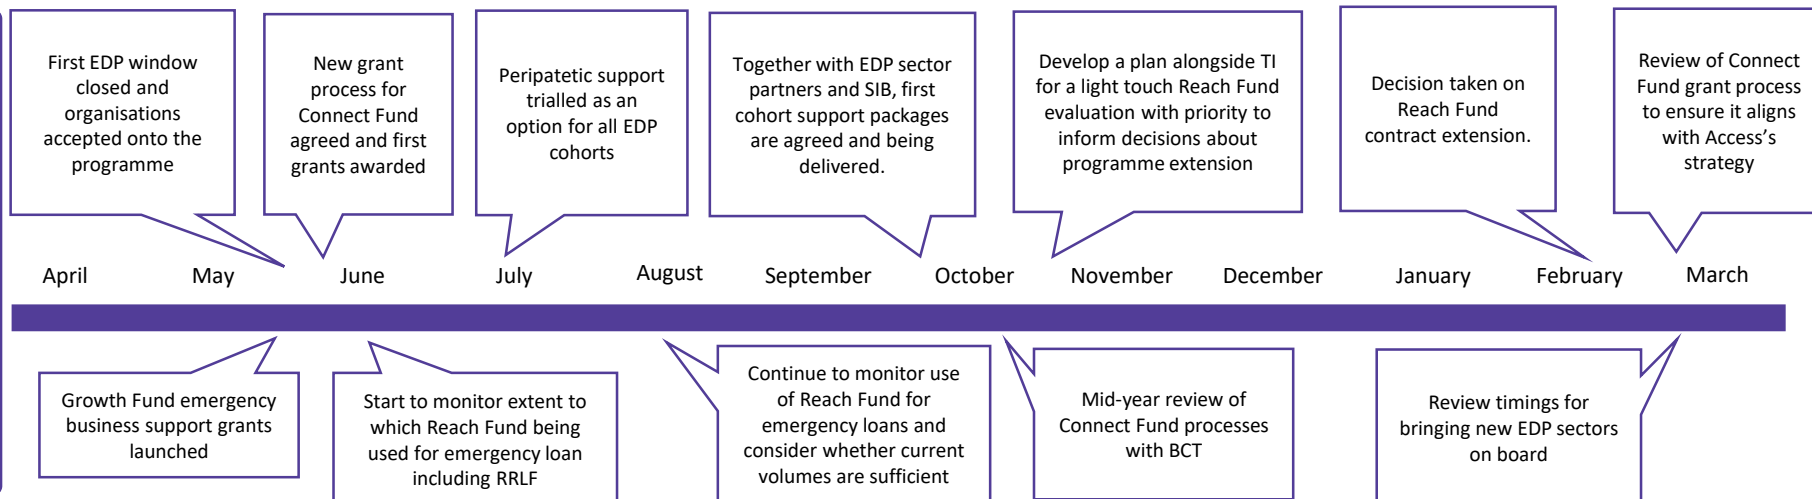 First EDP window
closed and
organisations
accepted onto the
programme
New grant
process for
Connect Fund
agreed and first
grants awarded
Peripatetic support
trialled as an
option for all EDP
cohorts
Together with EDP sector
partners and SIB, first
cohort support packages
are agreed and being
delivered.
Develop a plan alongside TI
for a light touch Reach Fund
evaluation with priority to
inform decisions about
programme extension
Decision taken on
Reach Fund
contract extension.
Review of Connect
Fund grant process
to ensure it aligns
with Access’s
strategy
April May June July August September October November December January February March
Growth Fund emergency
business support grants
launched
Start to monitor extent to
which Reach Fund being
used for emergency loan
including RRLF
Continue to monitor use
of Reach Fund for
emergency loans and
consider whether current
volumes are sufficient
Mid-year review of
Connect Fund processes
with BCT
Review timings for
bringing new EDP sectors
on board